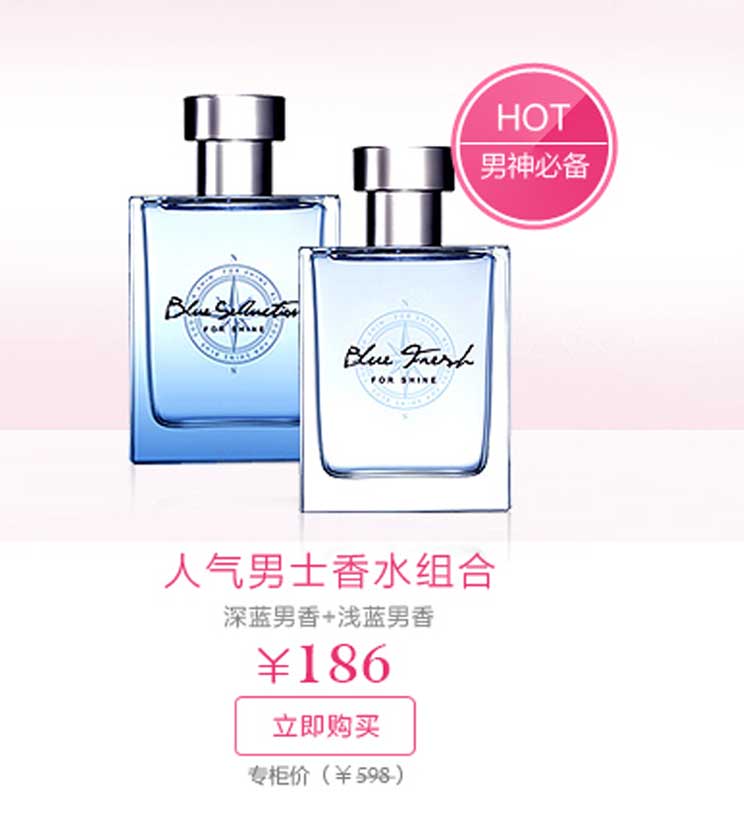 HOT
男神必备
Blue Seduction
FOR SHINE
Blue Fresh
FOR SHINE
人气男士香水组合
深蓝男香+浅蓝男香
￥186
立即购买
专柜价（￥598）